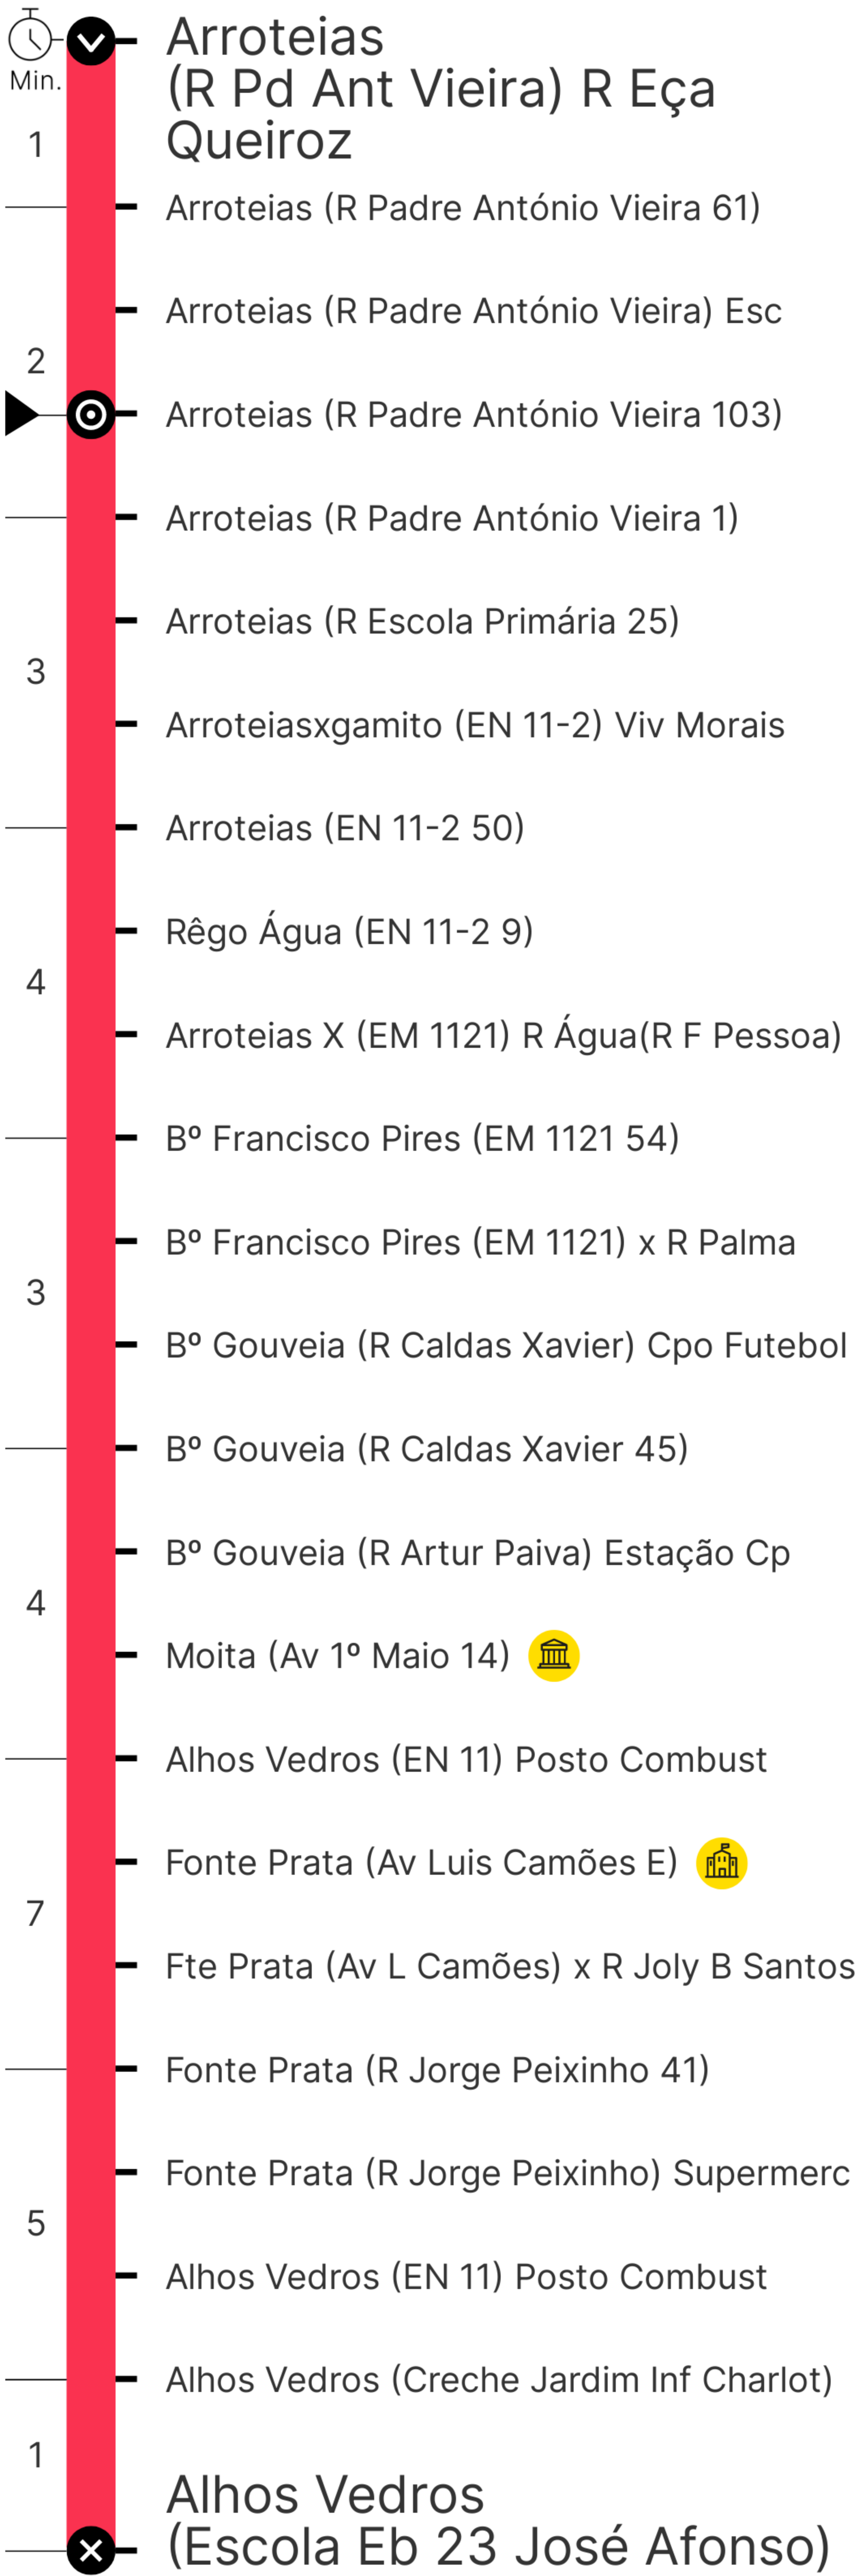 Min.
Arroteias
(R Pd Ant Vieira) R Eça
Queiroz
1
Arroteias (R Padre António Vieira 61)
Arroteias (R Padre António Vieira) Esc
2
Arroteias (R Padre António Vieira 103)
Arroteias (R Padre António Vieira 1)
Arroteias (R Escola Primária 25)
3
Arroteiasxgamito (EN 11-2) Viv Morais
Arroteias (EN 11-2 50)
Rêgo Água (EN 11-2 9)
4
Arroteias X (EM 1121) R Água(R F Pessoa)
Bº Francisco Pires (EM 1121 54)
Bº Francisco Pires (EM 1121) x R Palma
3
Bº Gouveia (R Caldas Xavier) Cpo Futebol
Bº Gouveia (R Caldas Xavier 45)
Bº Gouveia (R Artur Paiva) Estação Cp
4
Moita (Av 1º Maio 14)
Alhos Vedros (EN 11) Posto Combust
Fonte Prata (Av Luis Camões E)
7
Fte Prata (Av L Camões) x R Joly B Santos
Fonte Prata (R Jorge Peixinho 41)
Fonte Prata (R Jorge Peixinho) Supermerc
5
Alhos Vedros (EN 11) Posto Combust
Alhos Vedros (Creche Jardim Inf Charlot)
1
Alhos Vedros
(Escola Eb 23 José Afonso)